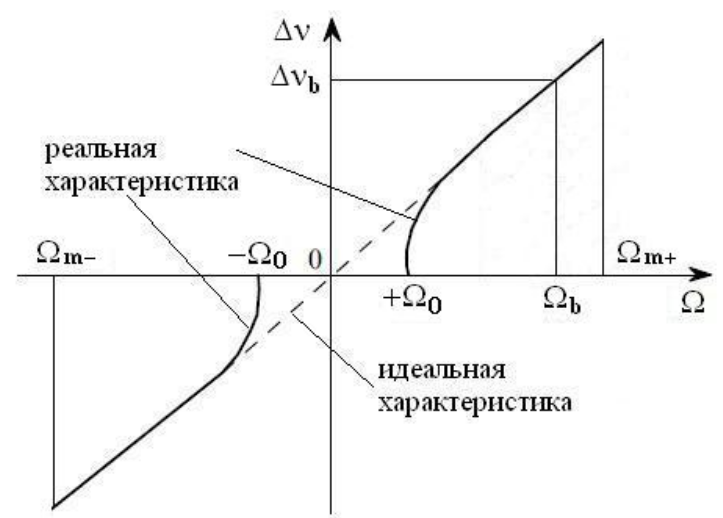 Δν
Δνb
реальная
характеристика
Ωm−
−Ω0
0
Ωm+
+Ω0
Ωb
Ω
идеальная
характеристика